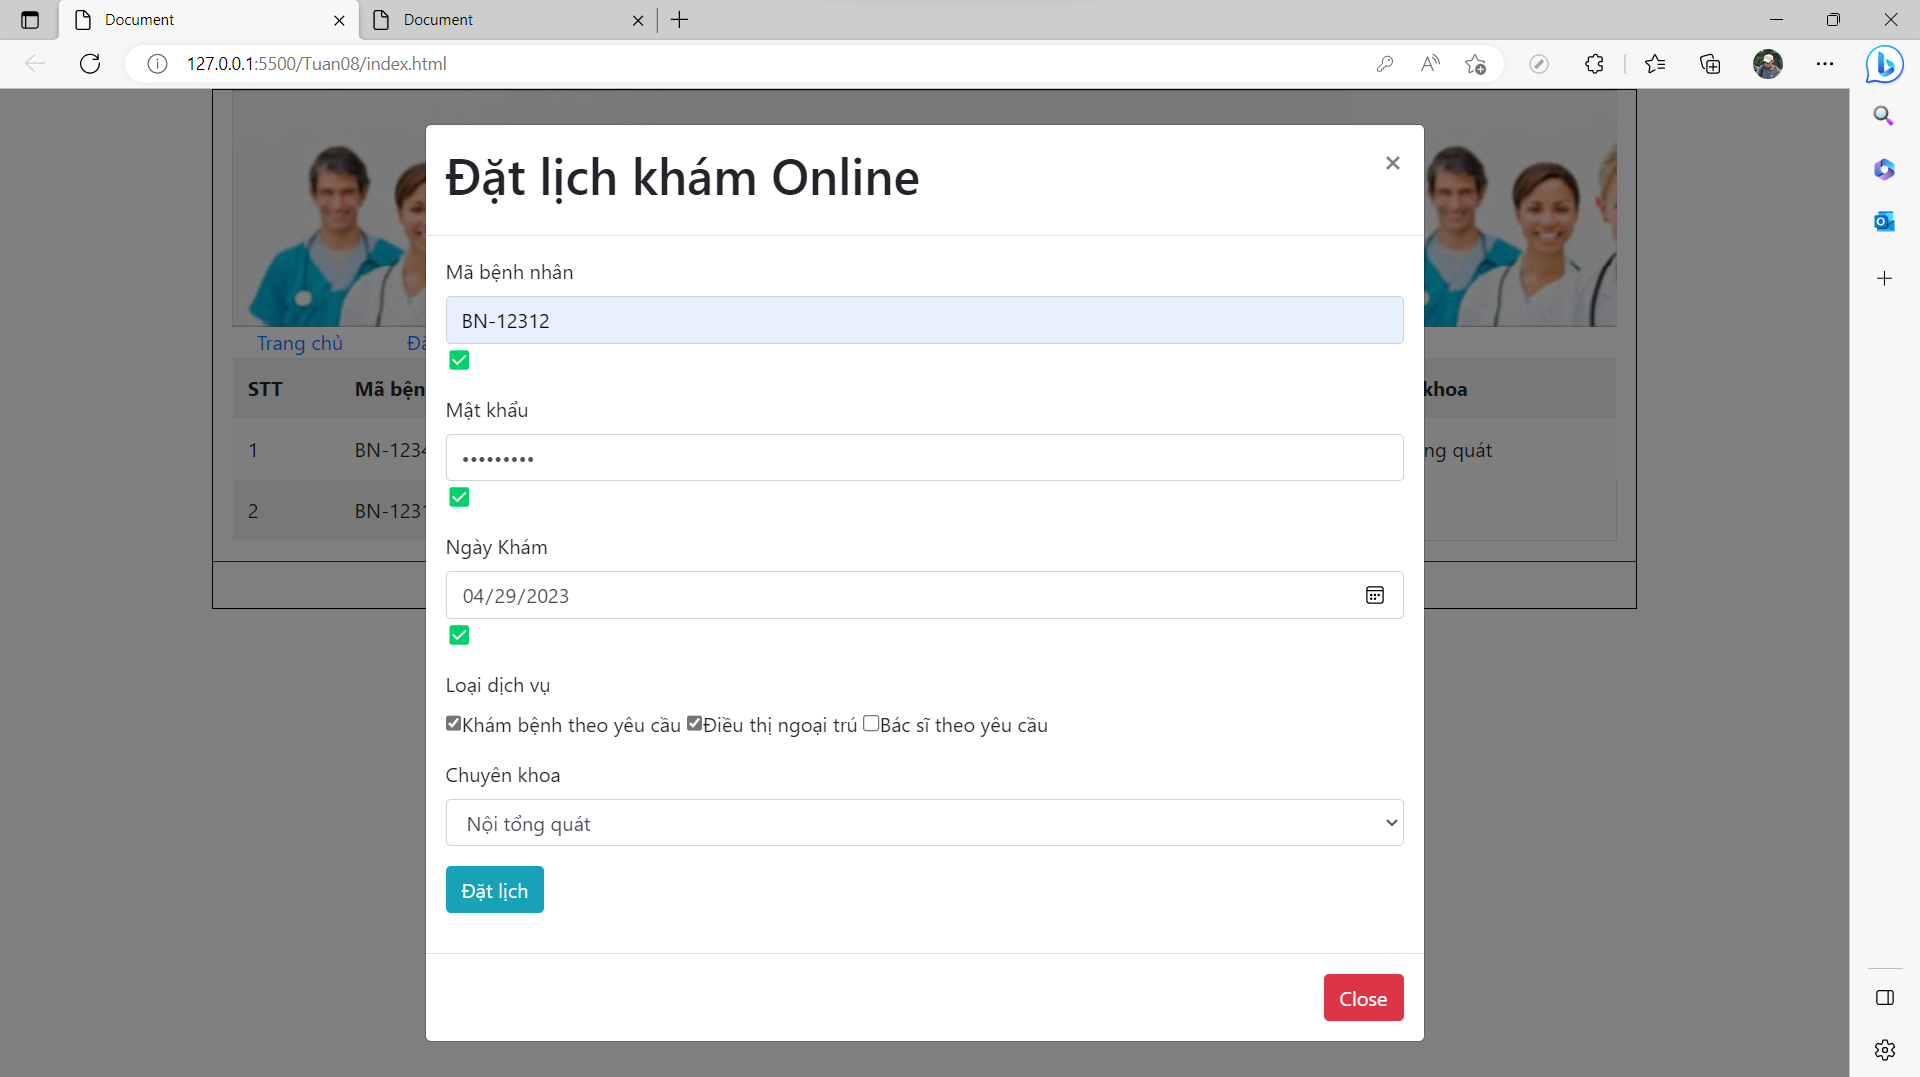 Document
Document
127.0.0.1:5500/Tuan08/index.html
Đặt lịch khám Online
×
Mã bệnh nhân
BN-12312
Mật khẩu
•••••••••
Ngày Khám
04/29/2023
Loại dịch vụ
Khám bệnh theo yêu cầu Điều thị ngoại trú Bác sĩ theo yêu cầu
Chuyên khoa
Nội tổng quát
Đặt lịch
Close
Trang chủ
STT Mã bện khoa
1 BN-1234 ng quát
2 BN-1231